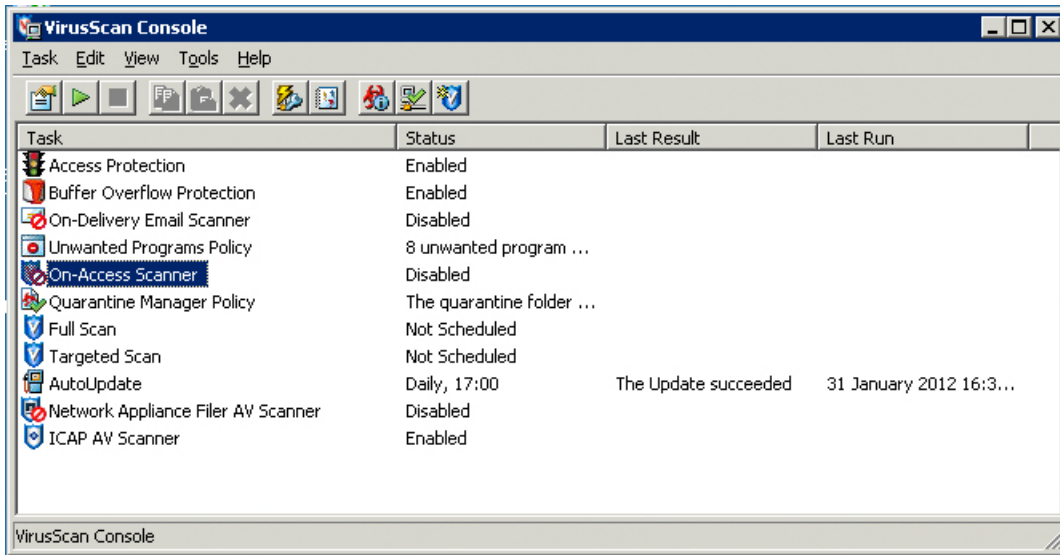 VirusScan Console
Task Edit View Tools Help
Task Status Last Result Last Run
Access Protection Enabled
Buffer Overflow Protection Enabled
On-Delivery Email Scanner Disabled
Unwanted Programs Policy 8 unwanted program ...
On-Access Scanner Disabled
Quarantine Manager Policy The quarantine folder ...
Full Scan Not Scheduled
Targeted Scan Not Scheduled
AutoUpdate Daily, 17:00 The Update succeeded 31 January 2012 16:3...
Network Appliance Filer AV Scanner Disabled
ICAP AV Scanner Enabled
VirusScan Console